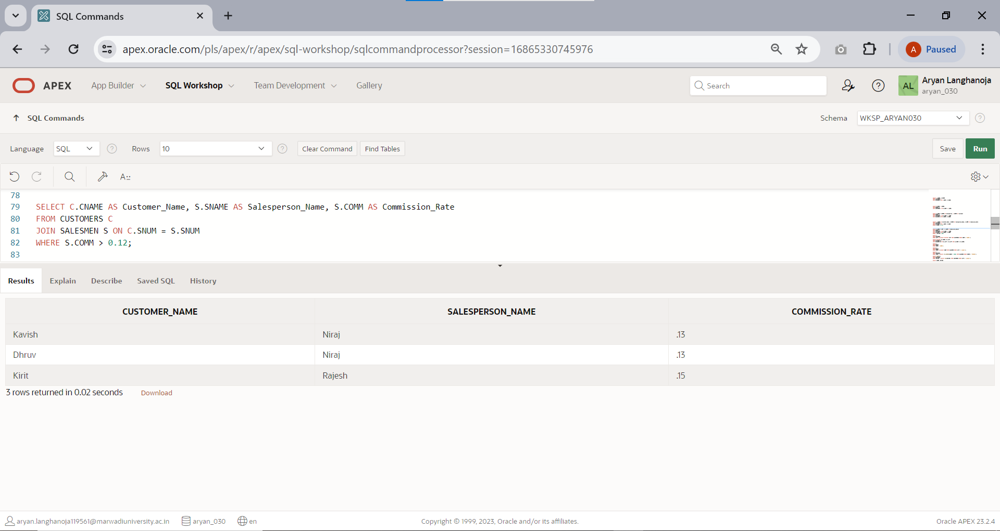 SQL Commands
apex.oracle.com/pls/apex/r/apex/sql-workshop/sqlcommandprocessor?session=16865330745976
A Paused
APEX App Builder SQL Workshop Team Development Gallery Search ? AL Aryan Langhanoja
aryan_030
SQL Commands Schema WKSP_ARYAN030 ?
Language SQL ? Rows 10 ? Clear Command Find Tables Save Run
A::
78
79 SELECT C.CNAME AS Customer_Name, S.SNAME AS Salesperson_Name, S.COMM AS Commission_Rate
80 FROM CUSTOMERS C
81 JOIN SALESMEN S ON C.SNUM = S.SNUM
82 WHERE S.COMM > 0.12;
83
Results Explain Describe Saved SQL History
CUSTOMER_NAME SALESPERSON_NAME COMMISSION_RATE
Kavish Niraj .13
Dhruv Niraj .13
Kirit Rajesh .15
3 rows returned in 0.02 seconds Download
aryan.langhanoja119561@marwadiuniversity.ac.in aryan_030 en Copyright © 1999, 2023, Oracle and/or its affiliates. Oracle APEX 23.2.4